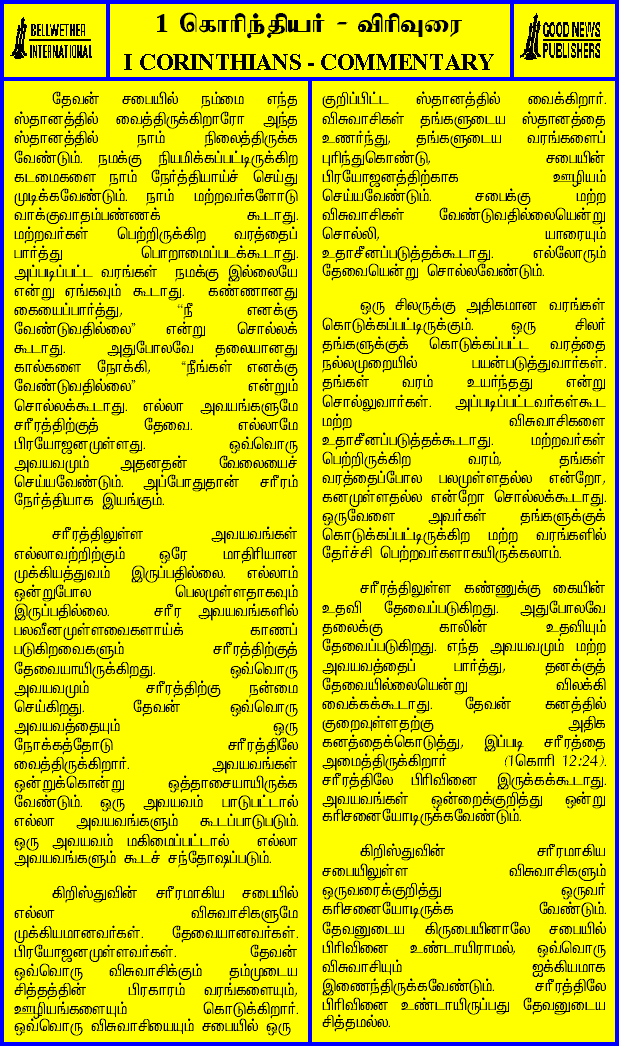 BELLWETHER
INTERNATIONAL
1 கொரிந்தியர் - விரிவுரை
I CORINTHIANS - COMMENTARY
GOOD NEWS
PUBLISHERS
தேவன் சபையில் நம்மை எந்த
ஸ்தானத்தில் வைத்திருக்கிறாரோ அந்த
ஸ்தானத்தில் நாம் நிலைத்திருக்க
வேண்டும். நமக்கு நியமிக்கப்பட்டிருக்கிற
கடமைகளை நாம் நேர்த்தியாய்ச் செய்து
முடிக்கவேண்டும். நாம் மற்றவர்களோடு
வாக்குவாதம்பண்ணக் கூடாது.
மற்றவர்கள் பெற்றிருக்கிற வரத்தைப்
பார்த்து பொறாமைப்படக்கூடாது.
அப்படிப்பட்ட வரங்கள் நமக்கு இல்லையே
என்று ஏங்கவும் கூடாது. கண்ணானது
கையைப்பார்த்து, “நீ எனக்கு
வேண்டுவதில்லை” என்று சொல்லக்
கூடாது. அதுபோலவே தலையானது
கால்களை நோக்கி, “நீங்கள் எனக்கு
வேண்டுவதில்லை” என்றும்
சொல்லக்கூடாது. எல்லா அவயங்களுமே
சரீரத்திற்குத் தேவை. எல்லாமே
பிரயோஜனமுள்ளது. ஒவ்வொரு
அவயவமும் அதனதன் வேலையைச்
செய்யவேண்டும். அப்போதுதான் சரீரம்
நேர்த்தியாக இயங்கும்.
சரீரத்திலுள்ள அவயவங்கள்
எல்லாவற்றிற்கும் ஒரே மாதிரியான
முக்கியத்துவம் இருப்பதில்லை. எல்லாம்
ஒன்றுபோல பெலமுள்ளதாகவும்
இருப்பதில்லை. சரீர அவயவங்களில்
பலவீனமுள்ளவைகளாய்க் காணப்
படுகிறவைகளும் சரீரத்திற்குத்
தேவையாயிருக்கிறது. ஒவ்வொரு
அவயவமும் சரீரத்திற்கு நன்மை
செய்கிறது. தேவன் ஒவ்வொரு
அவயவத்தையும் ஒரு
நோக்கத்தோடு சரீரத்திலே
வைத்திருக்கிறார். அவயவங்கள்
ஒன்றுக்கொன்று ஒத்தாசையாயிருக்க
வேண்டும். ஒரு அவயவம் பாடுபட்டால்
எல்லா அவயவங்களும் கூடப்பாடுபடும்.
ஒரு அவயவம் மகிமைப்பட்டால் எல்லா
அவயவங்களும் கூடச் சந்தோஷப்படும்.
கிறிஸ்துவின் சரீரமாகிய சபையில்
எல்லா விசுவாசிகளுமே
முக்கியமானவர்கள். தேவையானவர்கள்.
பிரயோஜனமுள்ளவர்கள். தேவன்
ஒவ்வொரு விசுவாசிக்கும் தம்முடைய
சித்தத்தின் பிரகாரம் வரங்களையும்,
ஊழியங்களையும் கொடுக்கிறார்.
ஒவ்வொரு விசுவாசியையும் சபையில் ஒரு
குறிப்பிட்ட ஸ்தானத்தில் வைக்கிறார்.
விசுவாசிகள் தங்களுடைய ஸ்தானத்தை
உணர்ந்து, தங்களுடைய வரங்களைப்
புரிந்துகொண்டு, சபையின்
பிரயோஜனத்திற்காக ஊழியம்
செய்யவேண்டும். சபைக்கு மற்ற
விசுவாசிகள் வேண்டுவதில்லையென்று
சொல்லி, யாரையும்
உதாசீனப்படுத்தக்கூடாது. எல்லோரும்
தேவையென்று சொல்லவேண்டும்.
ஒரு சிலருக்கு அதிகமான வரங்கள்
கொடுக்கப்பட்டிருக்கும். ஒரு சிலர்
தங்களுக்குக் கொடுக்கப்பட்ட வரத்தை
நல்லமுறையில் பயன்படுத்துவார்கள்.
தங்கள் வரம் உயர்ந்தது என்று
சொல்லுவார்கள். அப்படிப்பட்டவர்கள்கூட
மற்ற விசுவாசிகளை
உதாசீனப்படுத்தக்கூடாது. மற்றவர்கள்
பெற்றிருக்கிற வரம், தங்கள்
வரத்தைப்போல பலமுள்ளதல்ல என்றோ,
கனமுள்ளதல்ல என்றோ சொல்லக்கூடாது.
ஒருவேளை அவர்கள் தங்களுக்குக்
கொடுக்கப்பட்டிருக்கிற மற்ற வரங்களில்
தேர்ச்சி பெற்றவர்களாகயிருக்கலாம்.
சரீரத்திலுள்ள கண்ணுக்கு கையின்
உதவி தேவைப்படுகிறது. அதுபோலவே
தலைக்கு காலின் உதவியும்
தேவைப்படுகிறது. எந்த அவயவமும் மற்ற
அவயவத்தைப் பார்த்து, தனக்குத்
தேவையில்லையென்று விலக்கி
வைக்கக்கூடாது. தேவன் கனத்தில்
குறைவுள்ளதற்கு அதிக
கனத்தைக்கொடுத்து, இப்படி சரீரத்தை
அமைத்திருக்கிறார் (1கொரி 12:24).
சரீரத்திலே பிரிவினை இருக்கக்கூடாது.
அவயவங்கள் ஒன்றைக்குறித்து ஒன்று
கரிசனையோடிருக்கவேண்டும்.
கிறிஸ்துவின் சரீரமாகிய
சபையிலுள்ள விசுவாசிகளும்
ஒருவரைக்குறித்து ஒருவர்
கரிசனையோடிருக்க வேண்டும்.
தேவனுடைய கிருபையினாலே சபையில்
பிரிவினை உண்டாயிராமல், ஒவ்வொரு
விசுவாசியும் ஐக்கியமாக
இணைந்திருக்கவேண்டும். சரீரத்திலே
பிரிவினை உண்டாயிருப்பது தேவனுடைய
சித்தமல்ல.